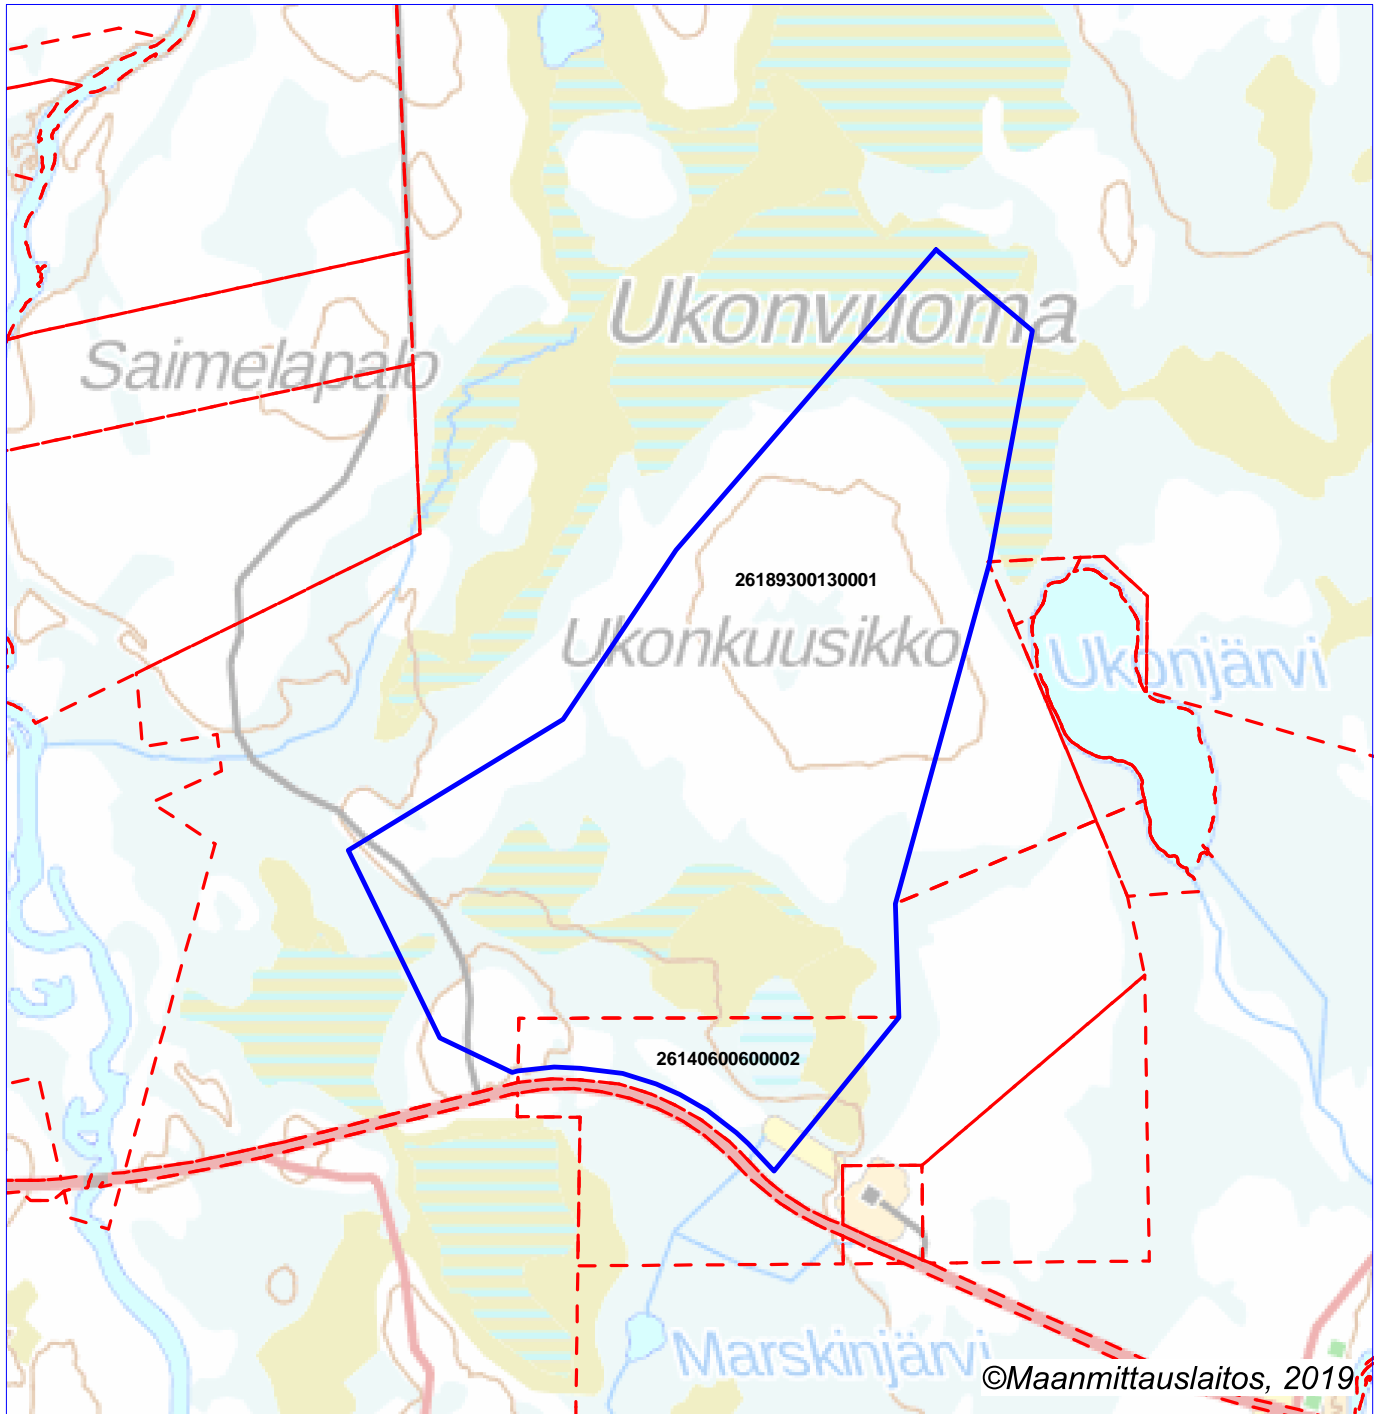 Ukonvuoma
Saimelapalo
26189300130001
Ukonkuusikko
Ukonjärvi
26140600600002
Marskinjärvi
©Maanmittauslaitos, 2019